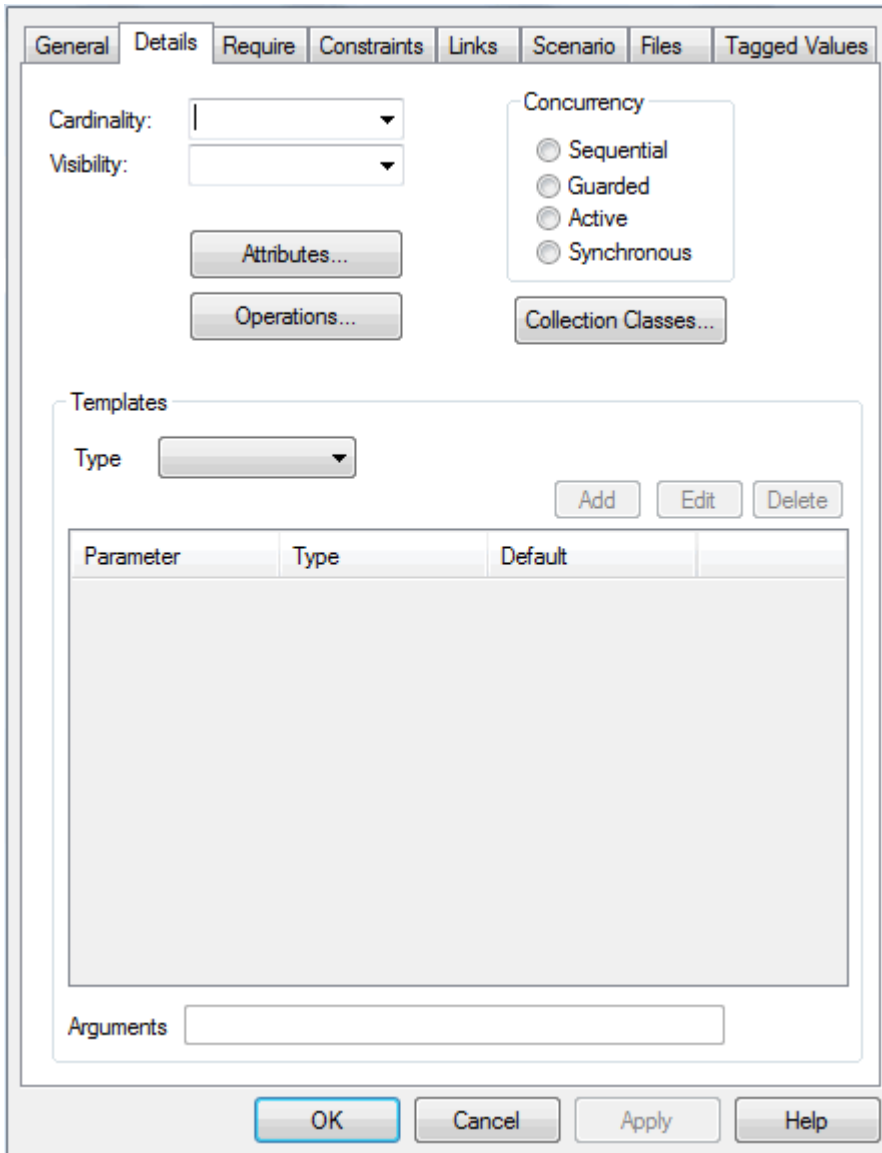 General Details Require Constraints Links Scenario Files Tagged Values
Cardinality:
Visibility:
Attributes...
Operations...
Concurrency
Sequential
Guarded
Active
Synchronous
Collection Classes...
Templates
Type
Add Edit Delete
Parameter Type Default
Arguments
OK Cancel Apply Help